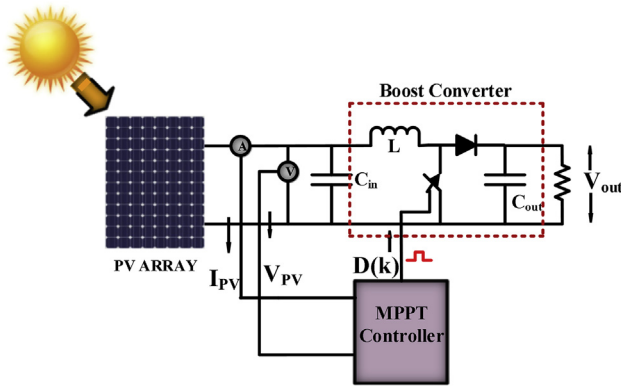 Boost Converter
A
L
V
C_in
C_out
V_out
PV ARRAY
I_PV
V_PV
D(k)
MPPT
Controller